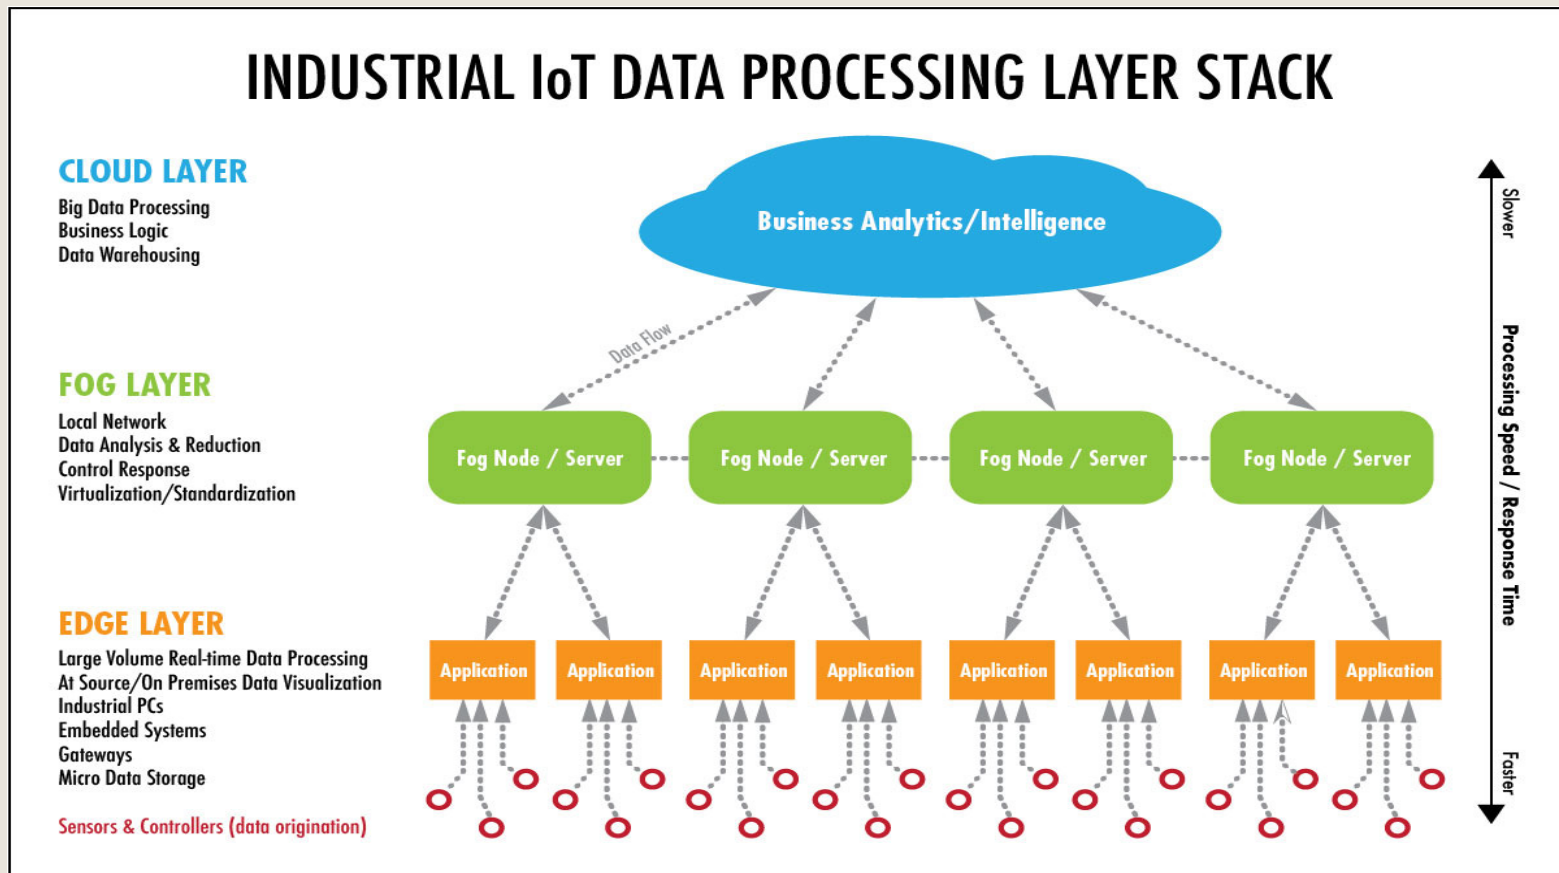 INDUSTRIAL IoT DATA PROCESSING LAYER STACK
CLOUD LAYER
Big Data Processing
Business Logic
Data Warehousing
Business Analytics/Intelligence
Data Flow
FOG LAYER
Local Network
Data Analysis & Reduction
Control Response
Virtualization/Standardization
Fog Node / Server
Fog Node / Server
Fog Node / Server
Fog Node / Server
EDGE LAYER
Large Volume Real-time Data Processing
At Source/On Premises Data Visualization
Industrial PCs
Embedded Systems
Gateways
Micro Data Storage
Application
Application
Application
Application
Application
Application
Application
Application
Sensors & Controllers (data origination)
Slower
Processing Speed / Response Time
Faster